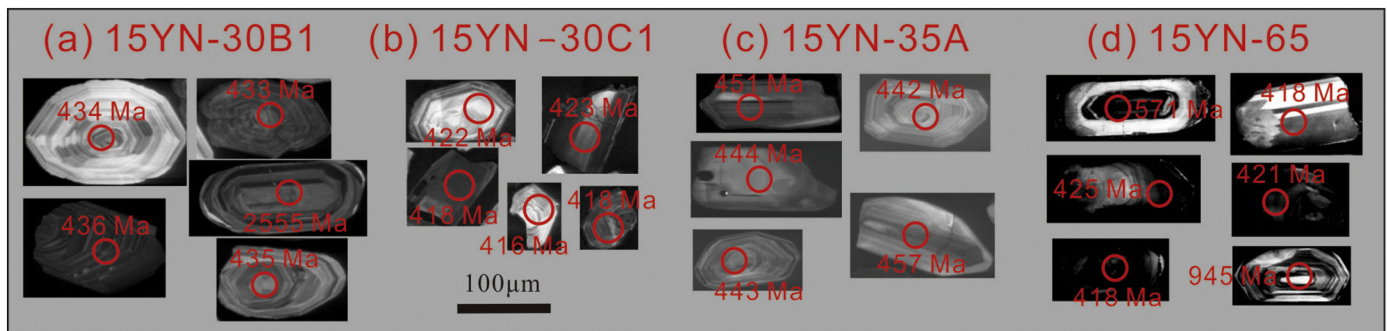 (a) 15YN-30B1
434 Ma
433 Ma
2555 Ma
436 Ma
435 Ma
(b) 15YN–30C1
422 Ma
423 Ma
418 Ma
416 Ma
418 Ma
100μm
(c) 15YN-35A
451 Ma
442 Ma
444 Ma
457 Ma
443 Ma
(d) 15YN-65
571 Ma
418 Ma
425 Ma
421 Ma
418 Ma
945 Ma